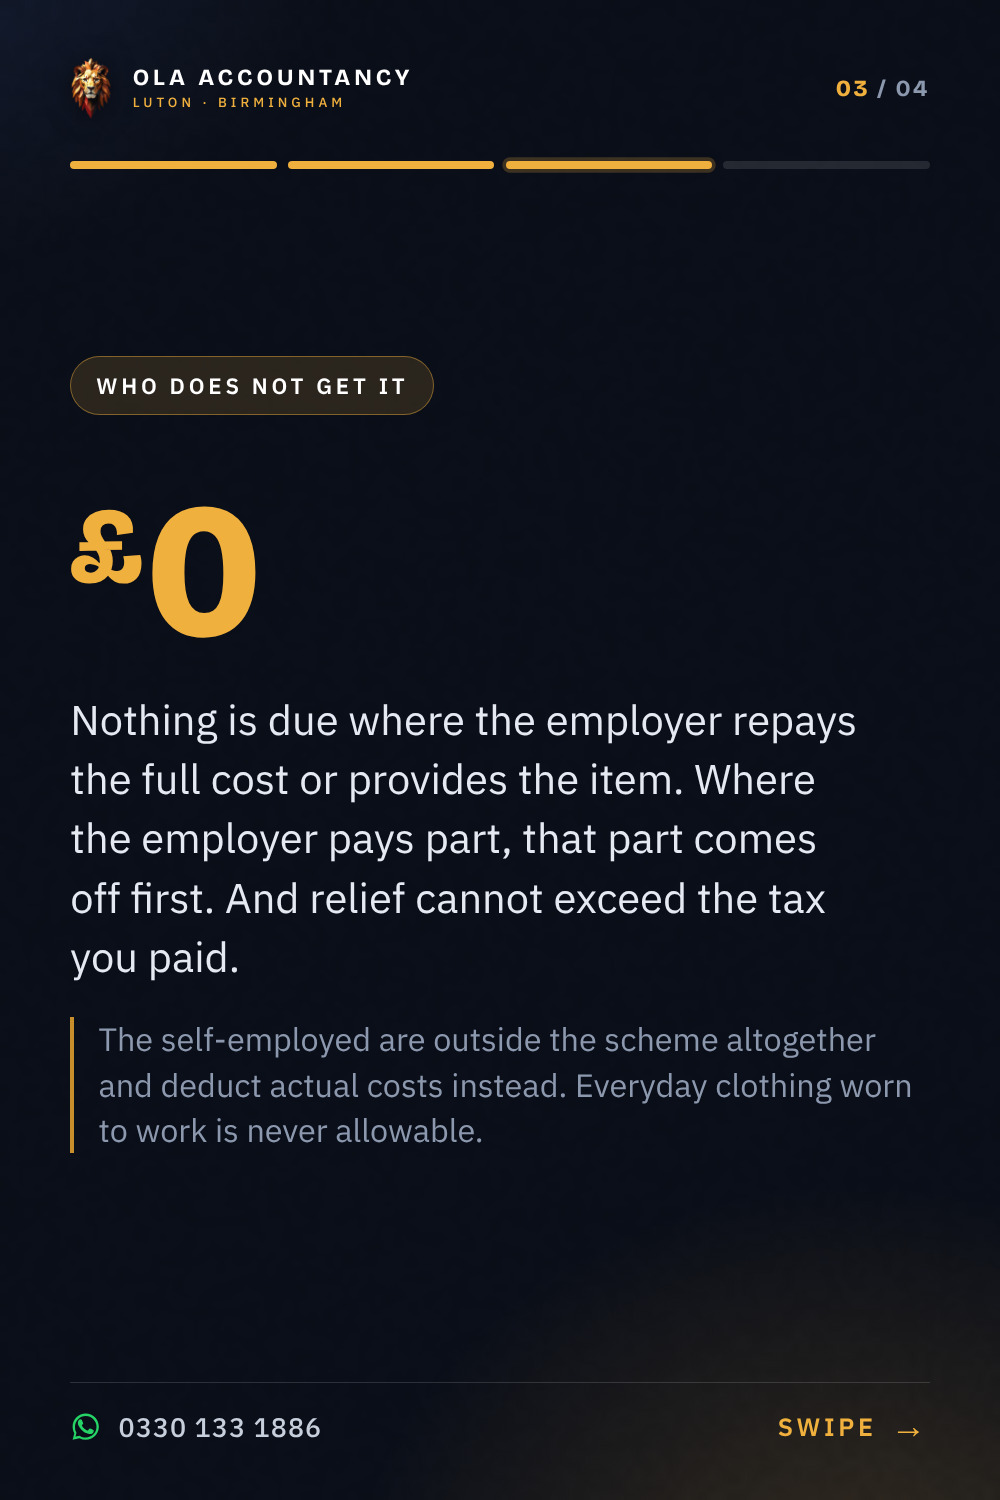 OLA ACCOUNTANCY
LUTON · BIRMINGHAM
03 / 04
WHO DOES NOT GET IT
£0
Nothing is due where the employer repays
the full cost or provides the item. Where
the employer pays part, that part comes
off first. And relief cannot exceed the tax
you paid.
The self-employed are outside the scheme altogether
and deduct actual costs instead. Everyday clothing worn
to work is never allowable.
0330 133 1886
SWIPE →